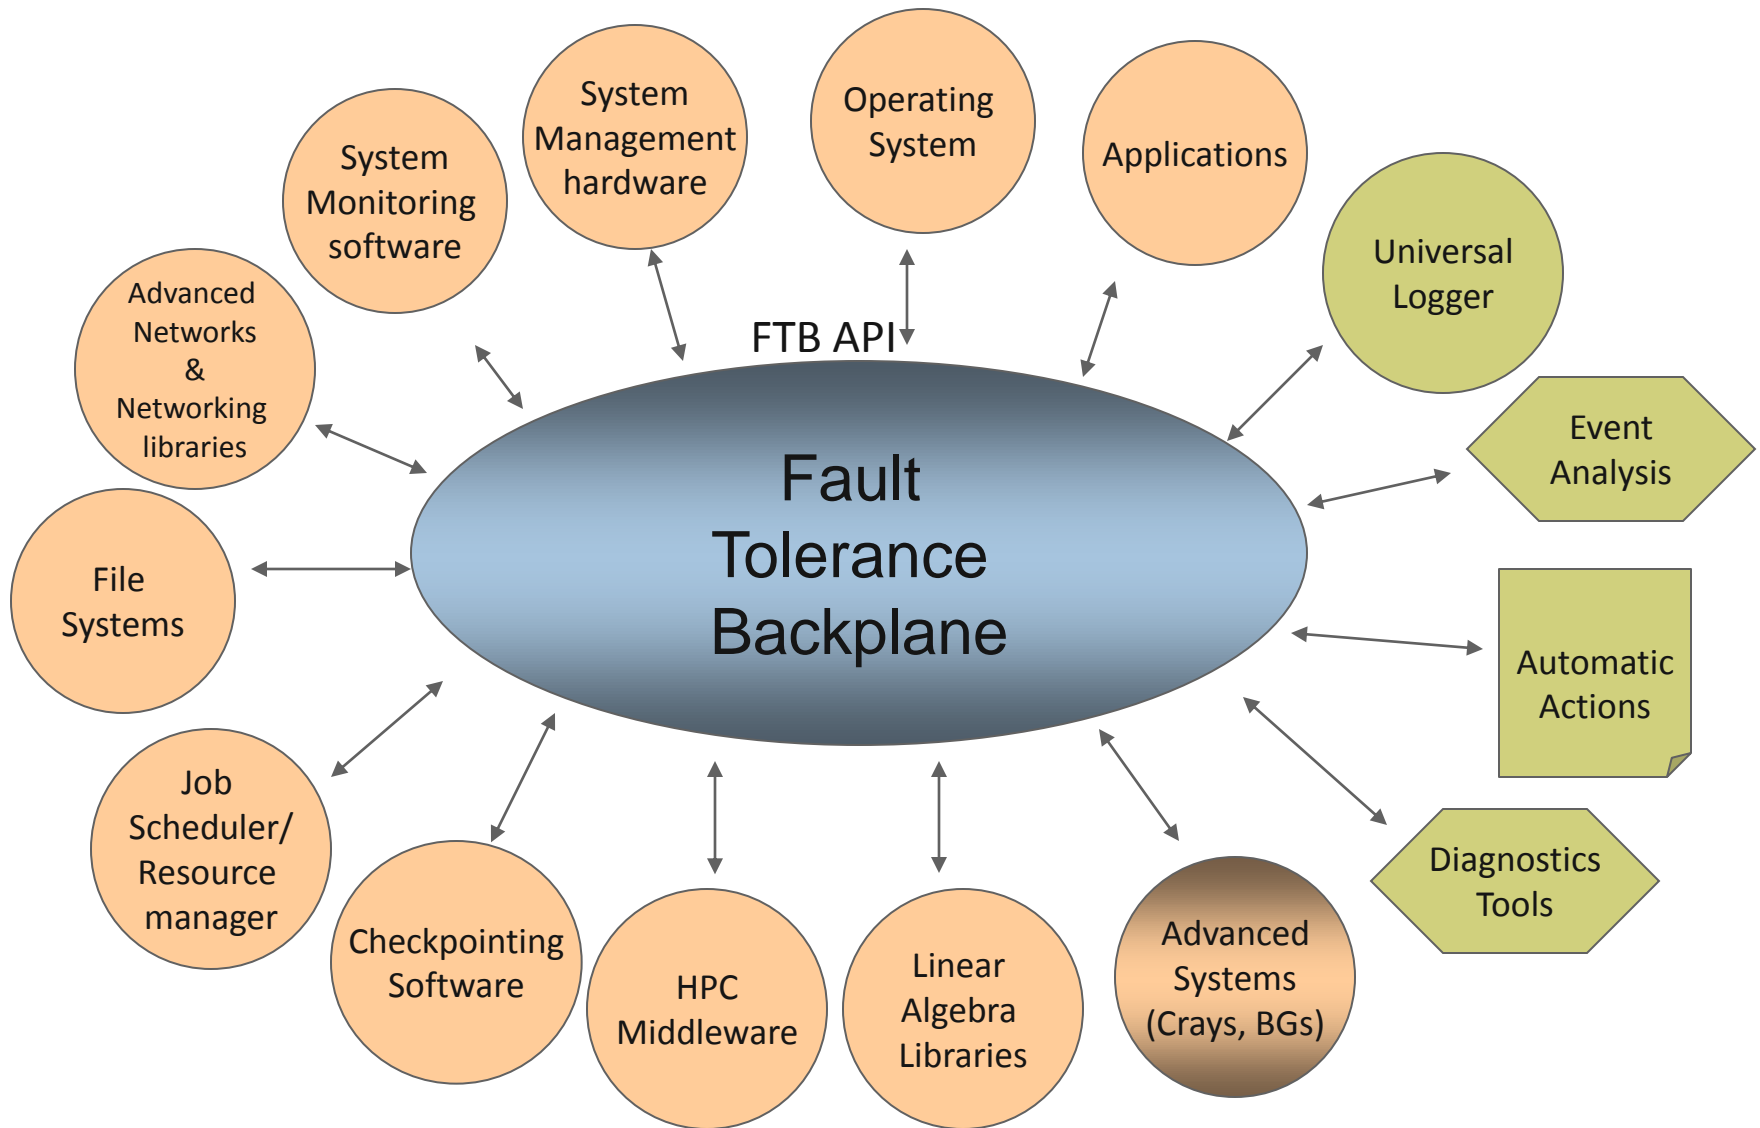 System
Management
hardware
Operating
System
Applications
System
Monitoring
software
Universal
Logger
Advanced
Networks
&
Networking
libraries
FTB API
Event
Analysis
Fault
Tolerance
Backplane
File
Systems
Automatic
Actions
Job
Scheduler/
Resource
manager
Diagnostics
Tools
Checkpointing
Software
HPC
Middleware
Linear
Algebra
Libraries
Advanced
Systems
(Crays, BGs)